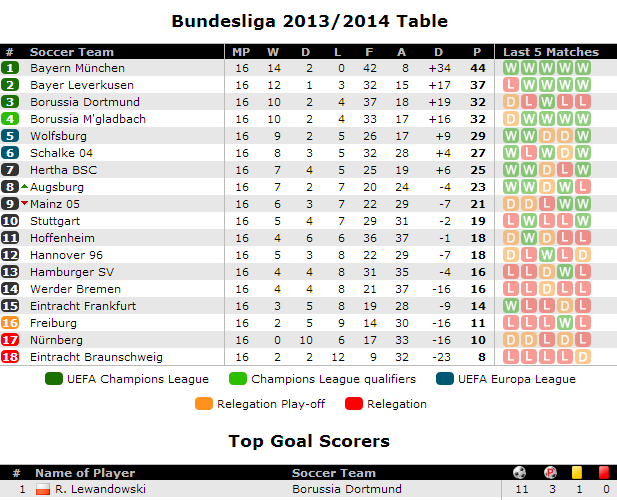 Bundesliga 2013/2014 Table
# Soccer Team MP W D L F A D P Last 5 Matches
1 Bayern München 16 14 2 0 42 8 +34 44 W W W W W
2 Bayer Leverkusen 16 12 1 3 32 15 +17 37 L W W W W
3 Borussia Dortmund 16 10 2 4 37 18 +19 32 D L W L L
4 Borussia M'gladbach 16 10 2 4 33 17 +16 32 D W W W W
5 Wolfsburg 16 9 2 5 26 17 +9 29 W W D D W
6 Schalke 04 16 8 3 5 32 28 +4 27 W L W D W
7 Hertha BSC 16 7 4 5 25 19 +6 25 W W D L W
8 Augsburg 16 7 2 7 20 24 -4 23 W W D W L
9 Mainz 05 16 6 3 7 22 29 -7 21 D D L W W
10 Stuttgart 16 5 4 7 29 31 -2 19 L W L L W
11 Hoffenheim 16 4 6 6 36 37 -1 18 D W D L L
12 Hannover 96 16 5 3 8 22 29 -7 18 D L W L D
13 Hamburger SV 16 4 4 8 31 35 -4 16 L L D W L
14 Werder Bremen 16 4 4 8 21 37 -16 16 L L D L L
15 Eintracht Frankfurt 16 3 5 8 19 28 -9 14 W L L D L
16 Freiburg 16 2 5 9 14 30 -16 11 L L L W L
17 Nürnberg 16 0 10 6 17 33 -16 10 D D L D L
18 Eintracht Braunschweig 16 2 2 12 9 32 -23 8 L L L L D
UEFA Champions League Champions League qualifiers UEFA Europa League
Relegation Play-off Relegation
Top Goal Scorers
# Name of Player Soccer Team P
1 R. Lewandowski Borussia Dortmund 11 3 1 0